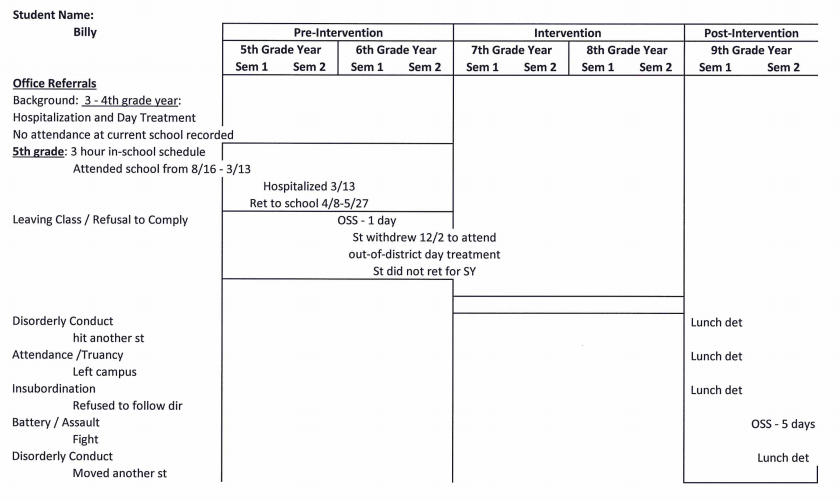 Student Name:
Billy
Pre-Intervention Intervention Post-Intervention
5th Grade Year 6th Grade Year 7th Grade Year 8th Grade Year 9th Grade Year
Sem 1 Sem 2 Sem 1 Sem 2 Sem 1 Sem 2 Sem 1 Sem 2 Sem 1 Sem 2
Office Referrals
Background: 3 - 4th grade year:
Hospitalization and Day Treatment
No attendance at current school recorded
5th grade: 3 hour in-school schedule
Attended school from 8/16 - 3/13
Hospitalized 3/13
Ret to school 4/8-5/27
Leaving Class / Refusal to Comply OSS - 1 day
St withdrew 12/2 to attend
out-of-district day treatment
St did not ret for SY
Disorderly Conduct Lunch det
hit another st
Attendance /Truancy Lunch det
Left campus
Insubordination Lunch det
Refused to follow dir
Battery / Assault OSS - 5 days
Fight
Disorderly Conduct Lunch det
Moved another st